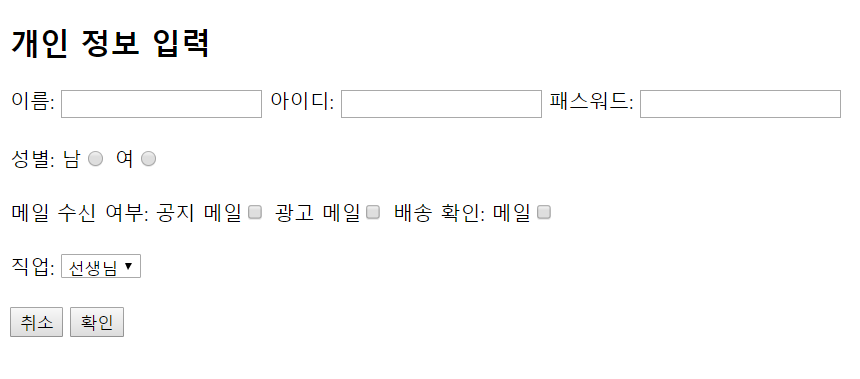 개인 정보 입력
이름: 아이디: 패스워드:
성별: 남 여
메일 수신 여부: 공지 메일 광고 메일 배송 확인: 메일
직업: 선생님
취소 확인